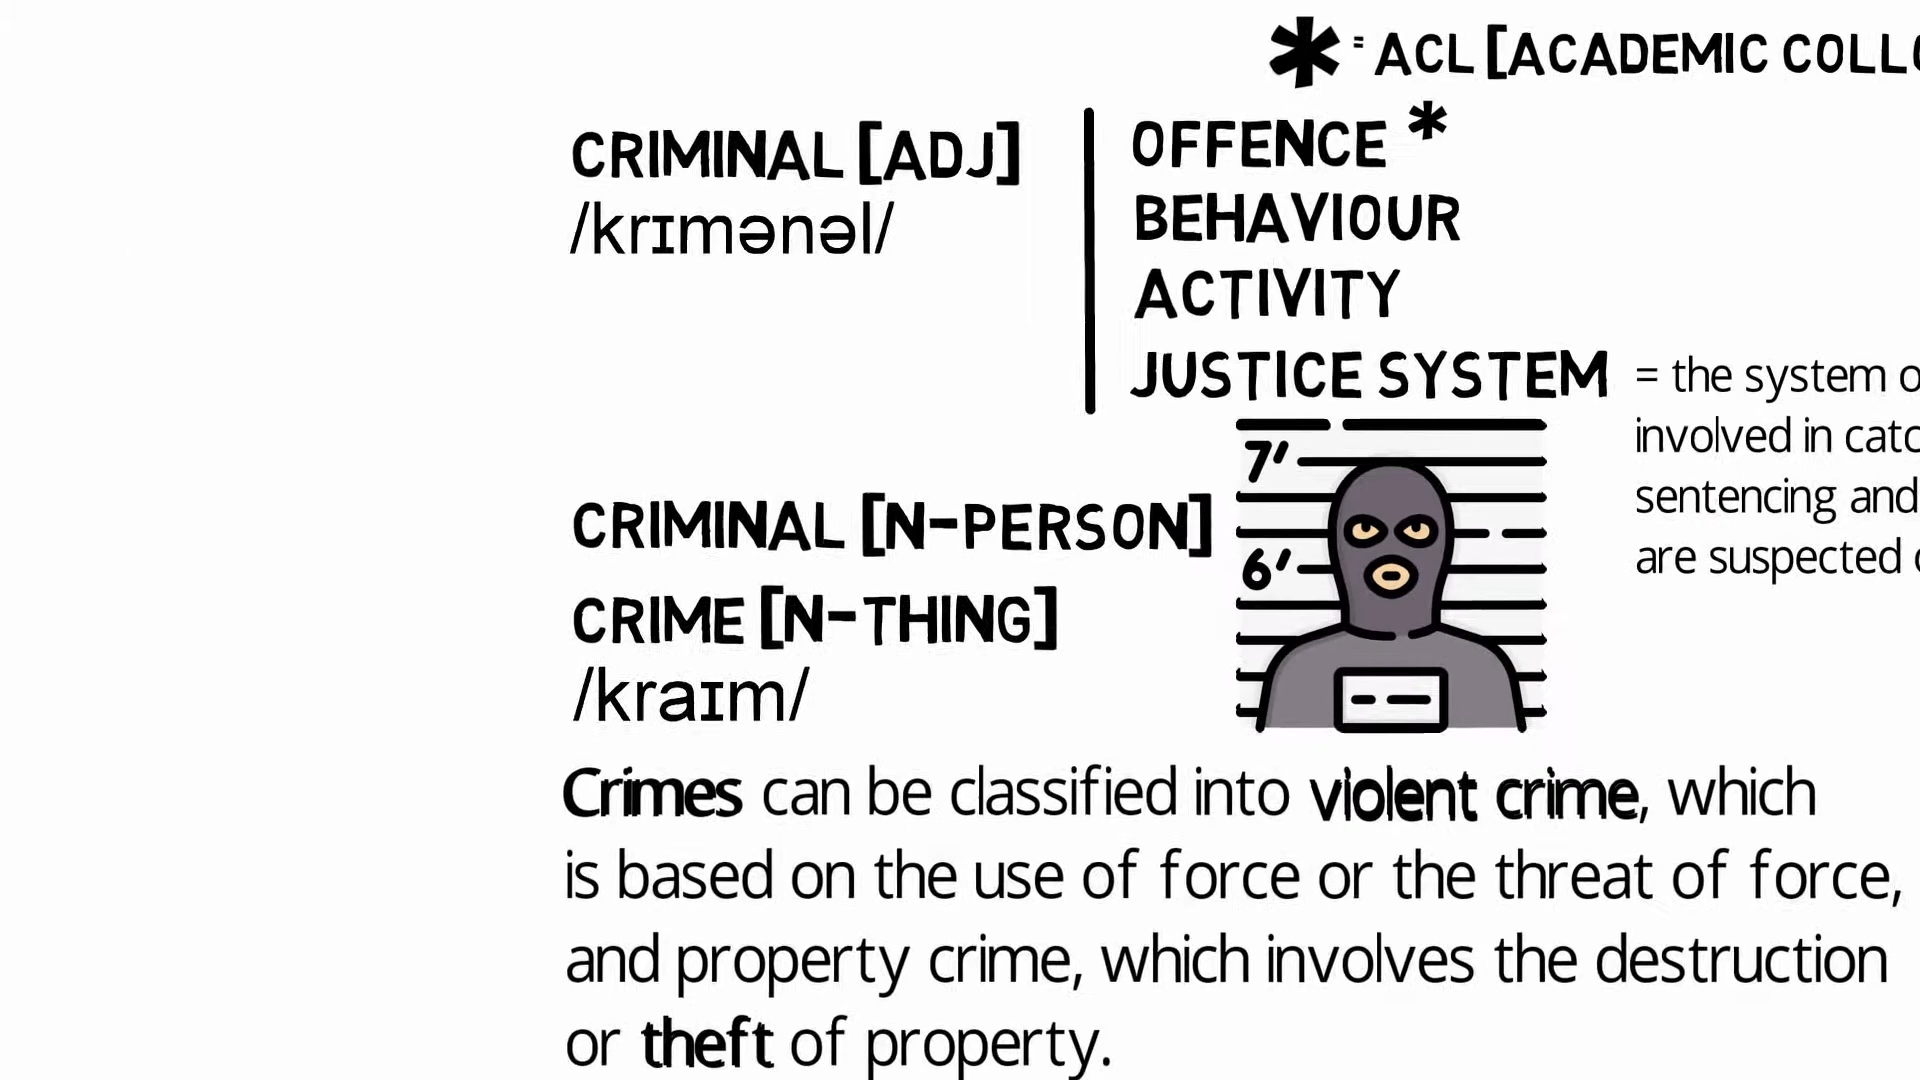 * = ACL [ACADEMIC
CRIMINAL [ADJ]
/krɪmənəl/
OFFENCE *
BEHAVIOUR
ACTIVITY
JUSTICE SYSTEM
= the system
involved in
sentencing and
are suspected
7'
6'
CRIMINAL [N-PERSON]
CRIME [N-THING]
/kraɪm/
Crimes can be classified into violent crime, which
is based on the use of force or the threat of force,
and property crime, which involves the destruction
or theft of property.